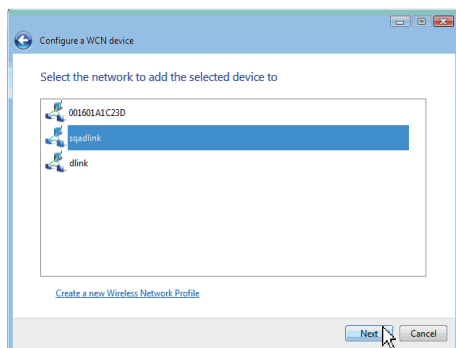 Configure a WCN device
Select the network to add the selected device to
001601A1C23D
sqadlink
dlink
Create a new Wireless Network Profile
Next
Cancel